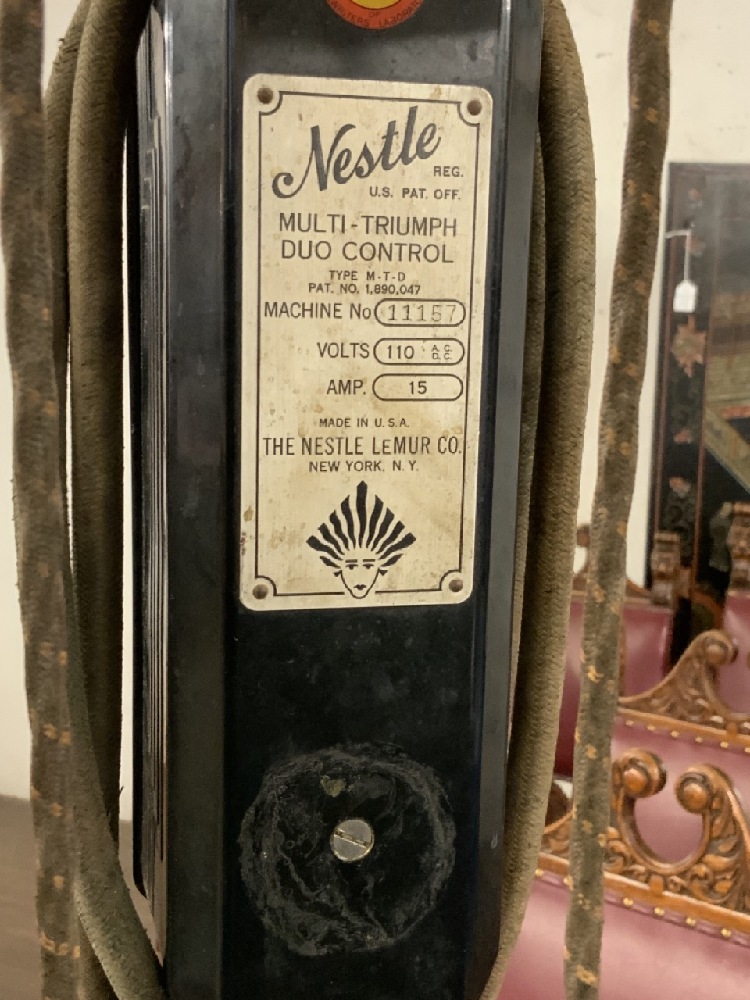 Nestle
REG.
U.S. PAT. OFF.
MULTI-TRIUMPH
DUO CONTROL
TYPE M-T-D
PAT. NO. 1,890,047
MACHINE No 11157
VOLTS 110 A.C. D.C.
AMP. 15
MADE IN U.S.A.
THE NESTLE LEMUR CO.
NEW YORK, N.Y.